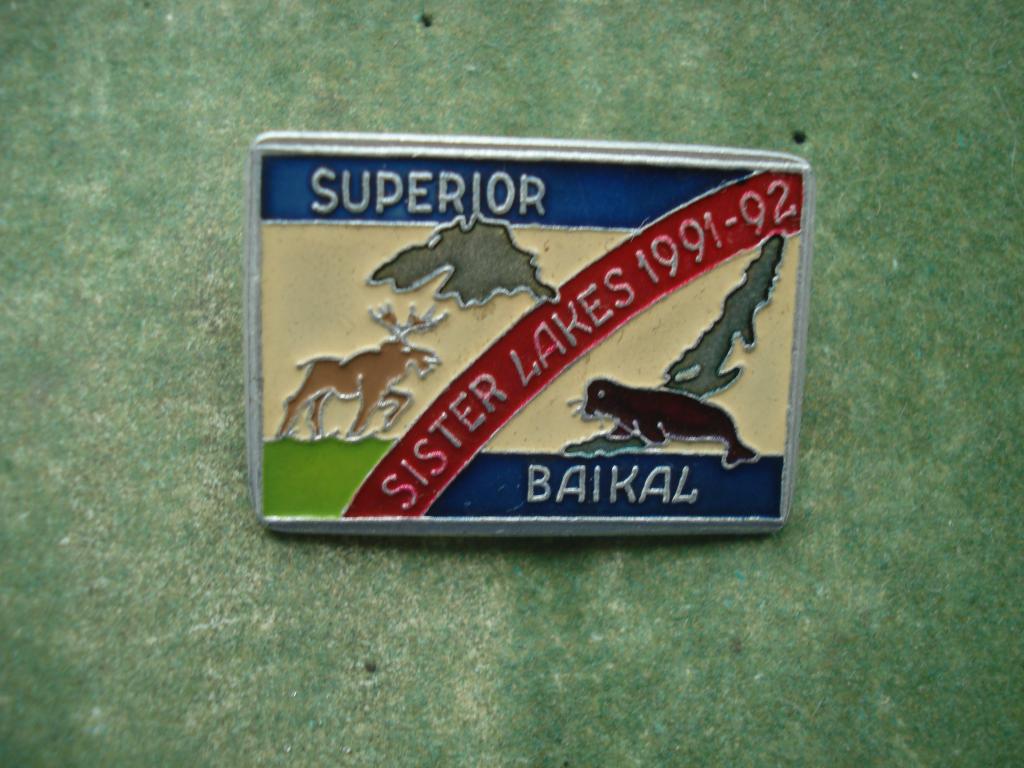 SUPERIOR
SISTER LAKES 1991-92
BAIKAL